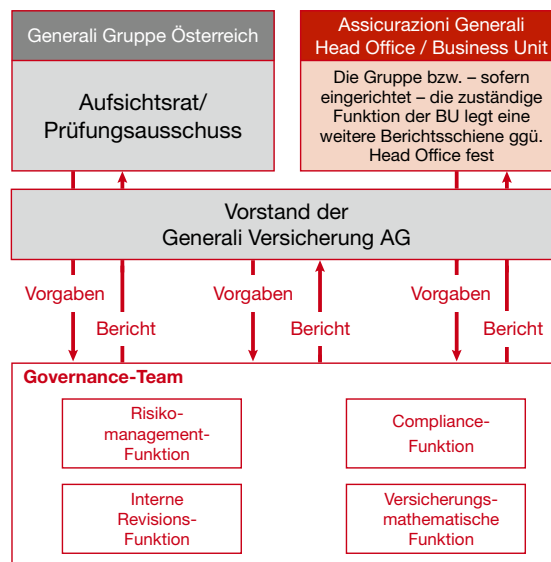 Generali Gruppe Österreich
Aufsichtsrat/
Prüfungsausschuss
Assicurazioni Generali
Head Office / Business Unit
Die Gruppe bzw. – sofern
eingerichtet – die zuständige
Funktion der BU legt eine
weitere Berichtsschiene ggü.
Head Office fest
Vorstand der
Generali Versicherung AG
Vorgaben
Bericht
Vorgaben
Bericht
Vorgaben
Bericht
Governance-Team
Risiko-
management-
Funktion
Compliance-
Funktion
Interne
Revisions-
Funktion
Versicherungs-
mathematische
Funktion